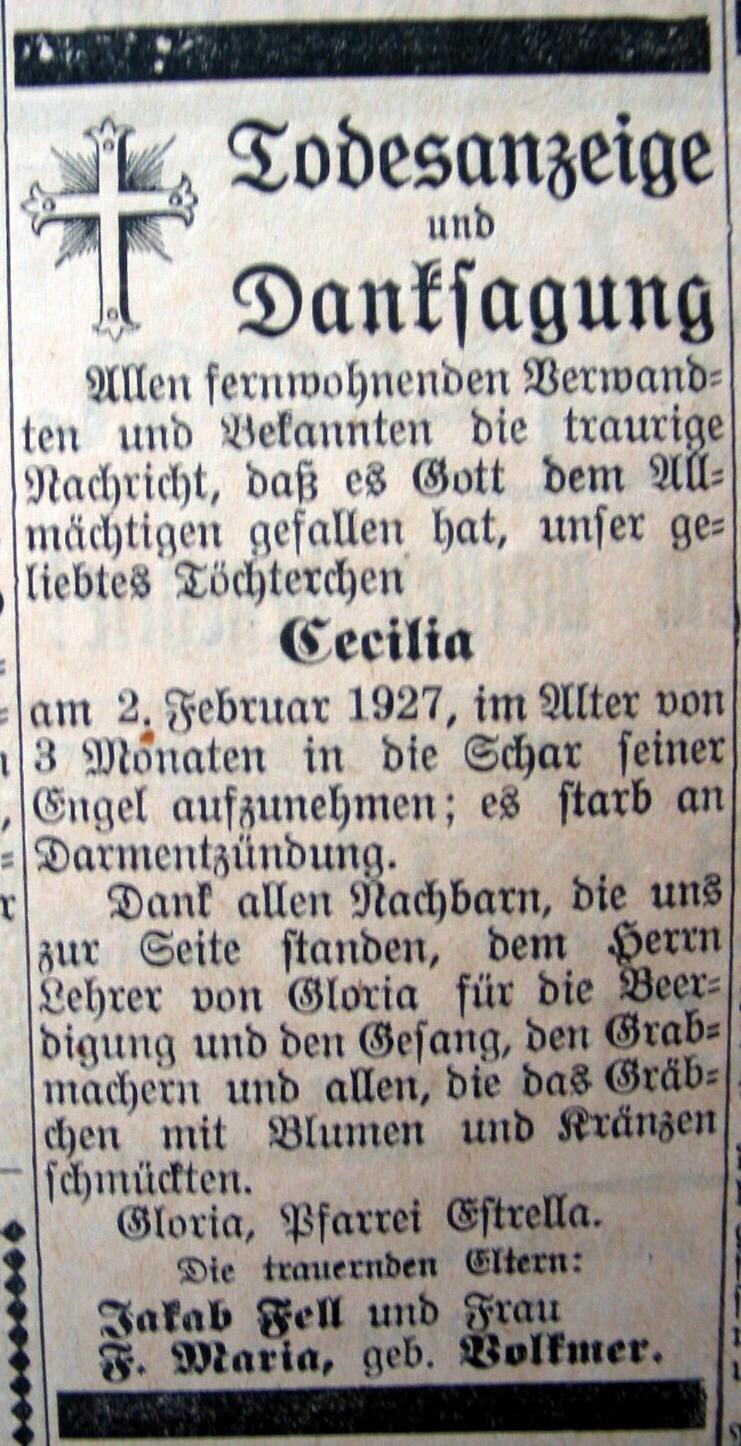 Todesanzeige
und
Dankſagung
Allen fernwohnenden Verwand-
ten und Bekannten die traurige
Nachricht, daß es Gott dem All-
mächtigen gefallen hat, unſer ge-
liebtes Töchterchen
Cecilia
am 2. Februar 1927, im Alter von
3 Monaten in die Schar ſeiner
Engel aufzunehmen; es ſtarb an
Darmentzündung.
Dank allen Nachbarn, die uns
zur Seite ſtanden, dem Herrn
Lehrer von Gloria für die Beer-
digung und den Geſang, den Grab-
machern und allen, die das Gräb-
chen mit Blumen und Kränzen
ſchmückten.
Gloria, Pfarrei Eſtrella.
Die trauernden Eltern:
Jakab Fell und Frau
F. Maria, geb. Volkmer.